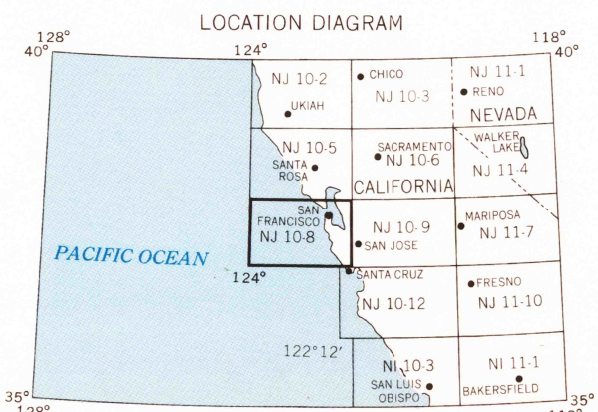 LOCATION DIAGRAM
128°
40°
124°
118°
40°
NJ 10-2
CHICO
NJ 11-1
NJ 10-3
RENO
UKIAH
NEVADA
NJ 10-5
SACRAMENTO
WALKER
LAKE
SANTA
ROSA
NJ 10-6
NJ 11-4
CALIFORNIA
SAN
FRANCISCO
NJ 10-8
NJ 10-9
MARIPOSA
NJ 11-7
SAN JOSE
PACIFIC OCEAN
124°
SANTA CRUZ
FRESNO
NJ 10-12
NJ 11-10
122°12'
NI 10-3
NI 11-1
SAN LUIS
OBISPO
BAKERSFIELD
35°
128°
35°
118°